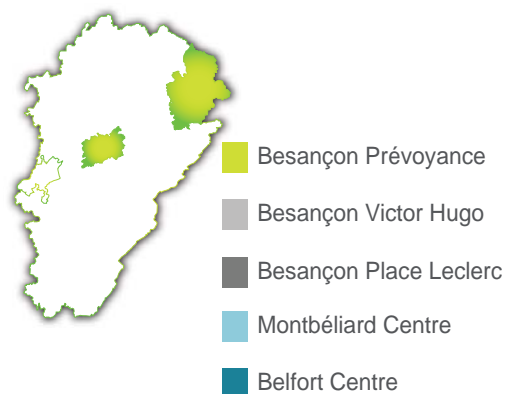 Besançon Prévoyance
Besançon Victor Hugo
Besançon Place Leclerc
Montbéliard Centre
Belfort Centre